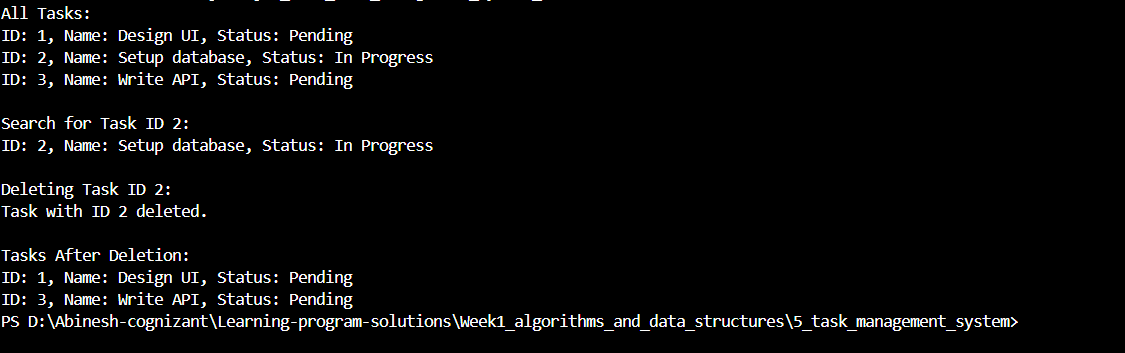 All Tasks:
ID: 1, Name: Design UI, Status: Pending
ID: 2, Name: Setup database, Status: In Progress
ID: 3, Name: Write API, Status: Pending
Search for Task ID 2:
ID: 2, Name: Setup database, Status: In Progress
Deleting Task ID 2:
Task with ID 2 deleted.
Tasks After Deletion:
ID: 1, Name: Design UI, Status: Pending
ID: 3, Name: Write API, Status: Pending
PS D:\Abinesh-cognizant\Learning-program-solutions\Week1_algorithms_and_data_structures\5_task_management_system>